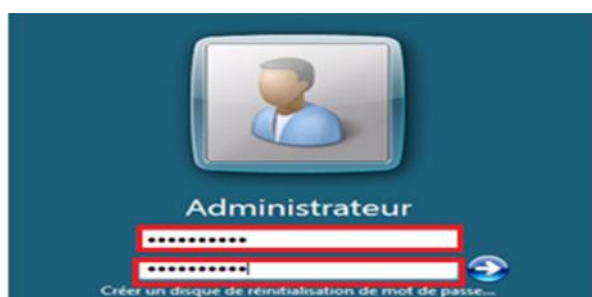 Administrateur
••••••••••
••••••••••
Créer un disque de réinitialisation de mot de passe...